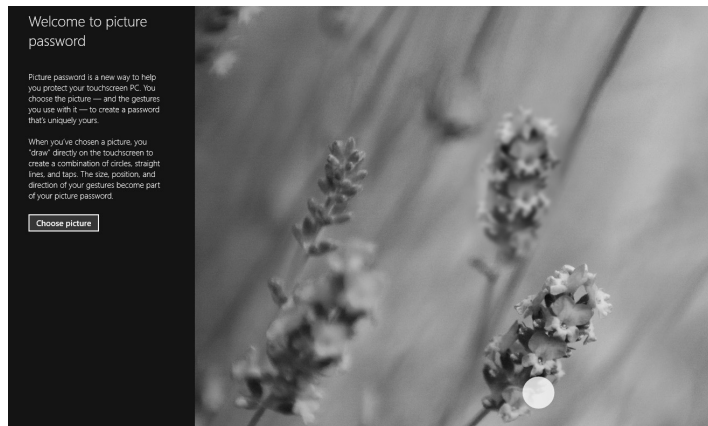 Welcome to picture
password
Picture password is a new way to help
you protect your touchscreen PC. You
choose the picture — and the gestures
you use with it — to create a password
that's uniquely yours.
When you've chosen a picture, you
"draw" directly on the touchscreen to
create a combination of circles, straight
lines, and taps. The size, position, and
direction of your gestures become part
of your picture password.
Choose picture